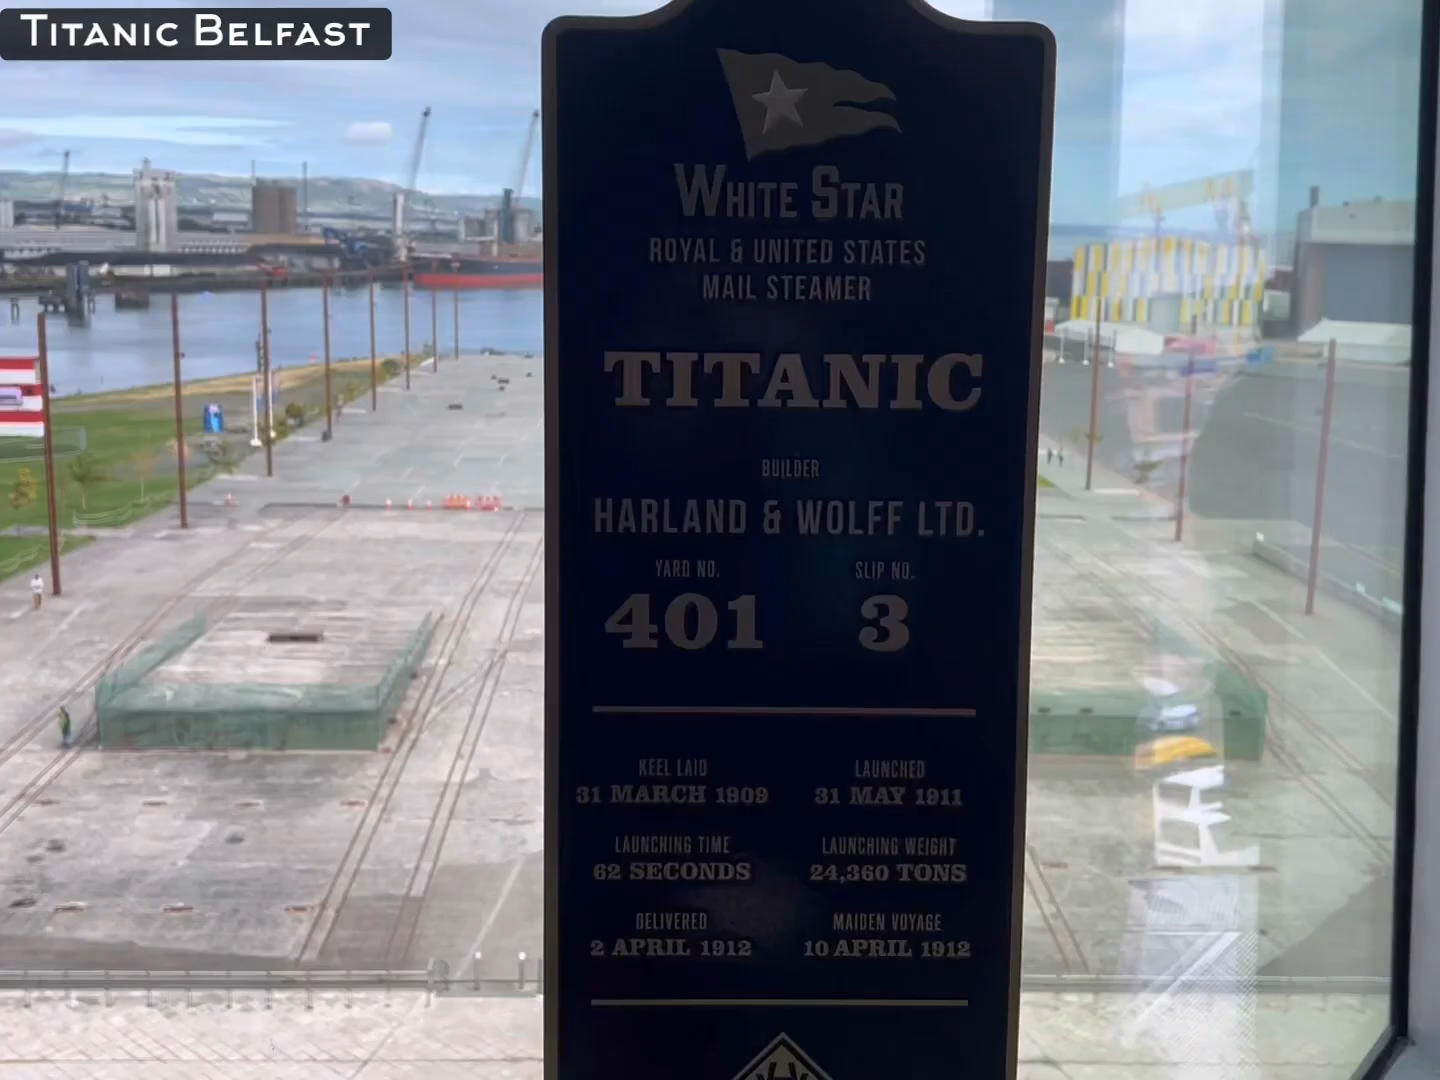 TITANIC BELFAST
WHITE STAR
ROYAL & UNITED STATES
MAIL STEAMER
TITANIC
BUILDER
HARLAND & WOLFF LTD.
YARD NO. SLIP NO.
401 3
KEEL LAID LAUNCHED
31 MARCH 1909 31 MAY 1911
LAUNCHING TIME LAUNCHING WEIGHT
62 SECONDS 24,360 TONS
DELIVERED MAIDEN VOYAGE
2 APRIL 1912 10 APRIL 1912